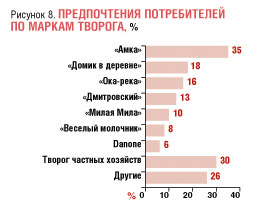 Рисунок 8. ПРЕДПОЧТЕНИЯ ПОТРЕБИТЕЛЕЙ
ПО МАРКАМ ТВОРОГА, %
«Амка» 35
«Домик в деревне» 18
«Ока-река» 16
«Дмитровский» 13
«Милая Мила» 10
«Веселый молочник» 8
Danone 6
Творог частных хозяйств 30
Другие 26
% 0 10 20 30 40